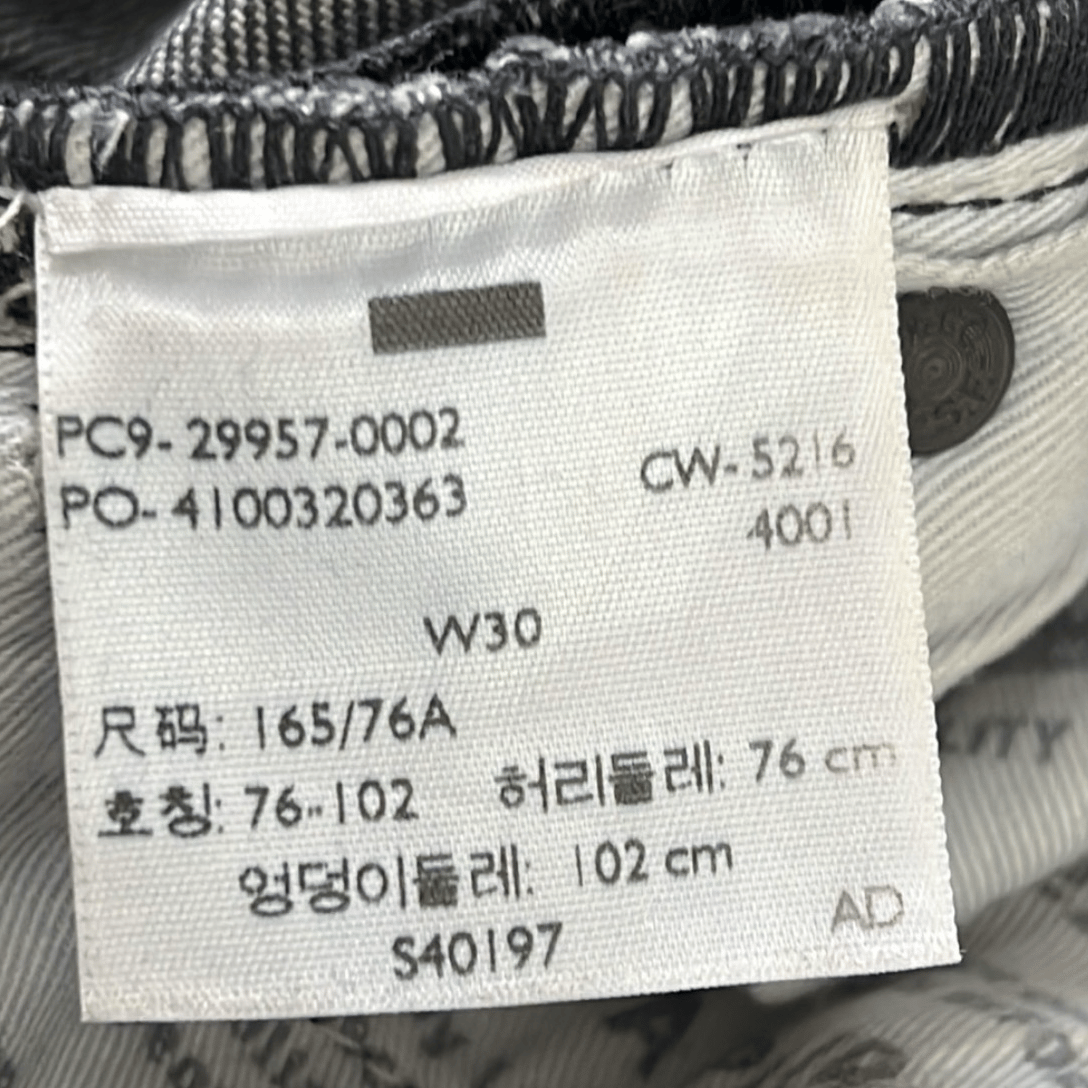 PC9-29957-0002
PO-4100320363
CW-5216
4001
W30
尺码: 165/76A
호칭: 76-102 허리둘레: 76 cm
엉덩이둘레: 102 cm
S40197
AD